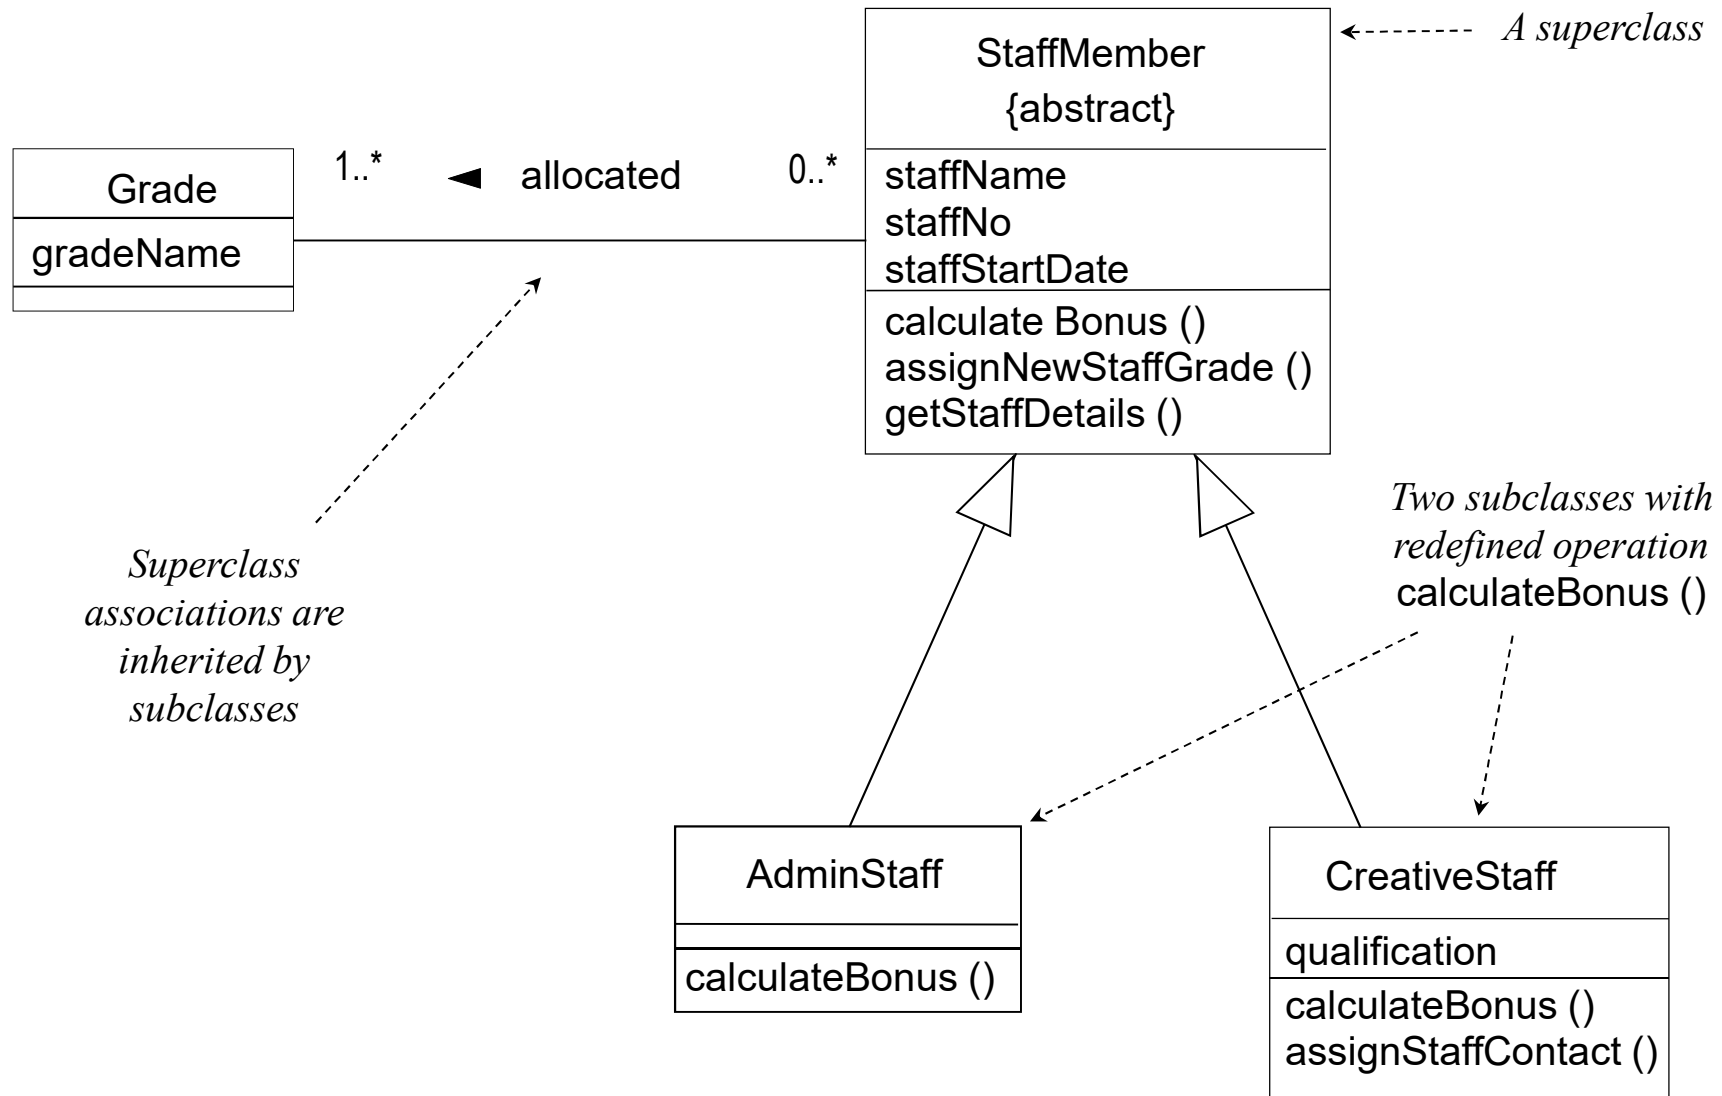 A superclass
StaffMember
{abstract}
staffName
staffNo
staffStartDate
calculate Bonus ()
assignNewStaffGrade ()
getStaffDetails ()
1..*
allocated
0..*
Grade
gradeName
Superclass
associations are
inherited by
subclasses
Two subclasses with
redefined operation
calculateBonus ()
AdminStaff
calculateBonus ()
CreativeStaff
qualification
calculateBonus ()
assignStaffContact ()